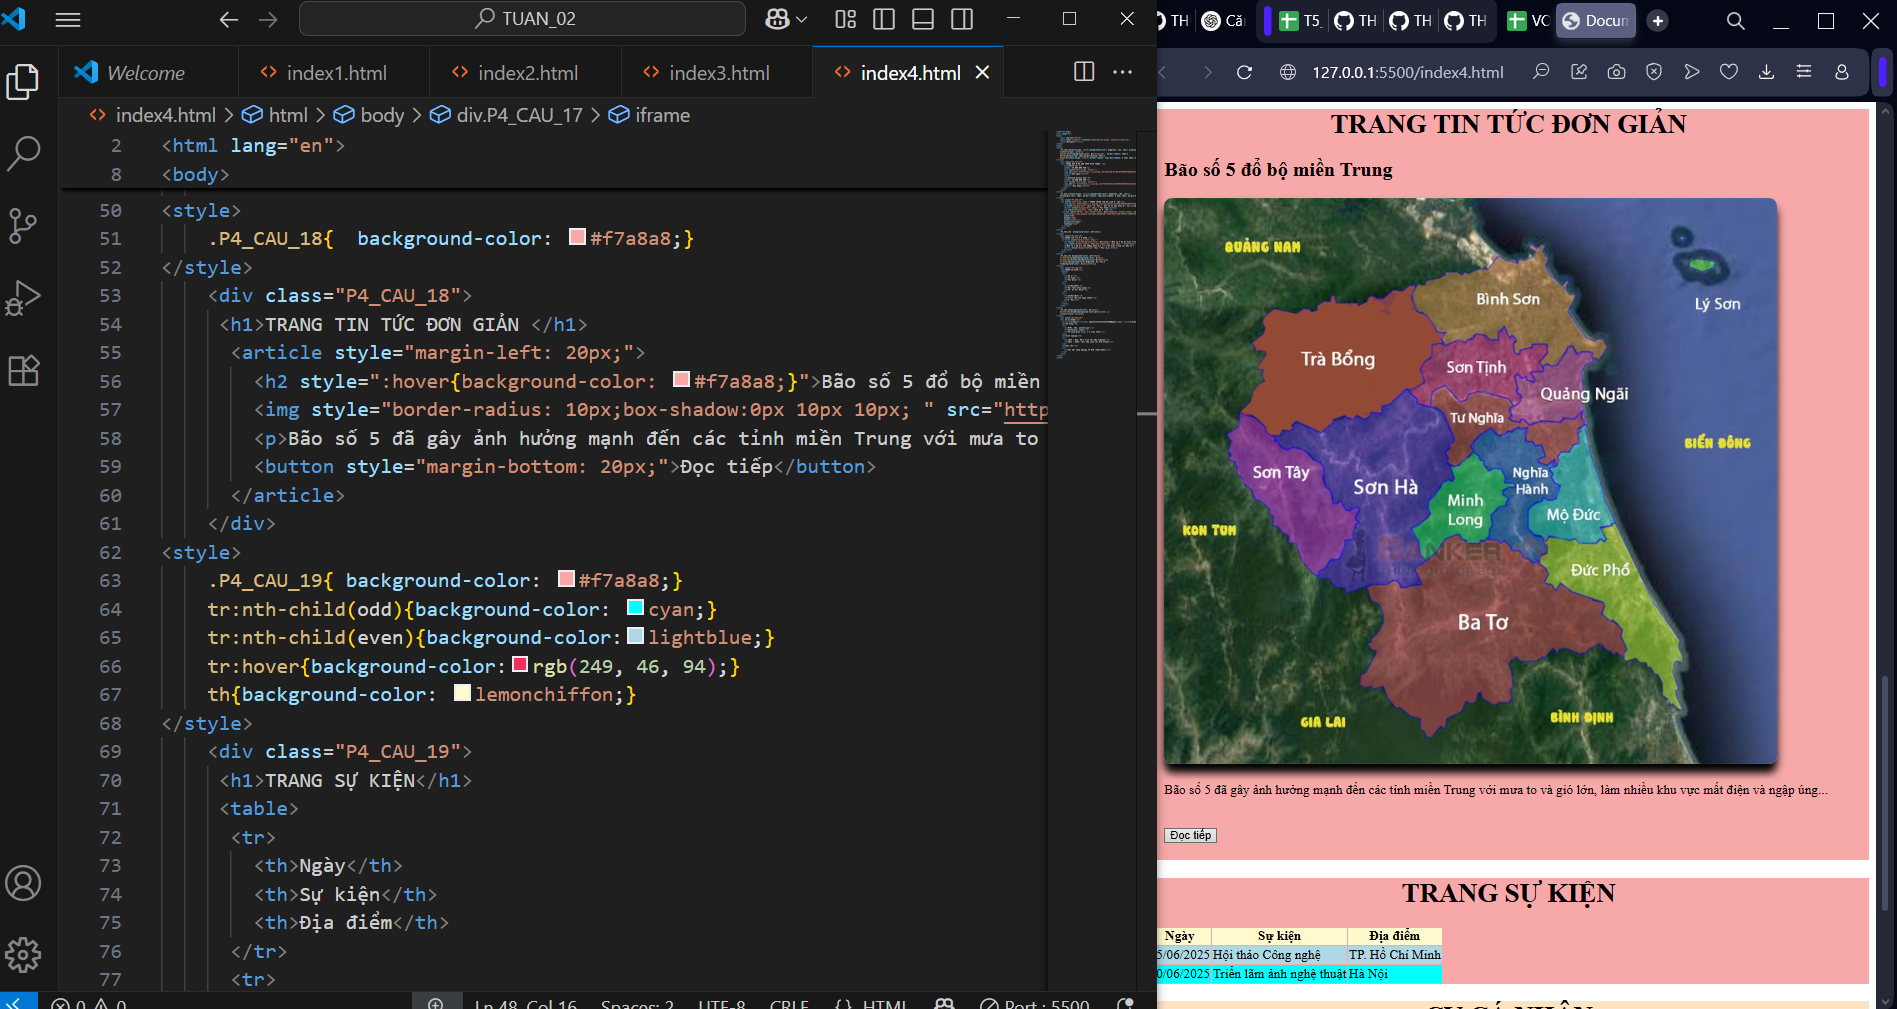 TUAN_02
Welcome
index1.html
index2.html
index3.html
index4.html
index4.html > html > body > div.P4_CAU_17 > iframe
2 <html lang="en">
8 <body>
50 <style>
51 .P4_CAU_18{ background-color: #f7a8a8;}
52 </style>
53 <div class="P4_CAU_18">
54 <h1>TRANG TIN TỨC ĐƠN GIẢN </h1>
55 <article style="margin-left: 20px;">
56 <h2 style=":hover{background-color: #f7a8a8;}">Bão số 5 đổ bộ miền
57 <img style="border-radius: 10px;box-shadow:0px 10px 10px; " src="http
58 <p>Bão số 5 đã gây ảnh hưởng mạnh đến các tỉnh miền Trung với mưa to
59 <button style="margin-bottom: 20px;">Đọc tiếp</button>
60 </article>
61 </div>
62 <style>
63 .P4_CAU_19{ background-color: #f7a8a8;}
64 tr:nth-child(odd){background-color: cyan;}
65 tr:nth-child(even){background-color: lightblue;}
66 tr:hover{background-color: rgb(249, 46, 94);}
67 th{background-color: lemonchiffon;}
68 </style>
69 <div class="P4_CAU_19">
70 <h1>TRANG SỰ KIỆN</h1>
71 <table>
72 <tr>
73 <th>Ngày</th>
74 <th>Sự kiện</th>
75 <th>Địa điểm</th>
76 </tr>
77 <tr>
0 0
Ln 48, Col 16 Spaces: 2 UTF-8 CRLF {} HTML Port : 5500
TH Că T5_ TH TH TH VC Docum
127.0.0.1:5500/index4.html
TRANG TIN TỨC ĐƠN GIẢN
Bão số 5 đổ bộ miền Trung
QUẢNG NAM
Bình Sơn
Lý Sơn
Trà Bồng
Sơn Tịnh
Quảng Ngãi
Tư Nghĩa
BIỂN ĐÔNG
Sơn Tây
Sơn Hà
Nghĩa
Hành
Minh
Long
Mộ Đức
KON TUM
BANKER
Đức Phổ
Ba Tơ
GIA LAI
BÌNH ĐỊNH
Bão số 5 đã gây ảnh hưởng mạnh đến các tỉnh miền Trung với mưa to và gió lớn, làm nhiều khu vực mất điện và ngập úng...
Đọc tiếp
TRANG SỰ KIỆN
Ngày Sự kiện Địa điểm
5/06/2025 Hội thảo Công nghệ TP. Hồ Chí Minh
0/06/2025 Triển lãm ảnh nghệ thuật Hà Nội